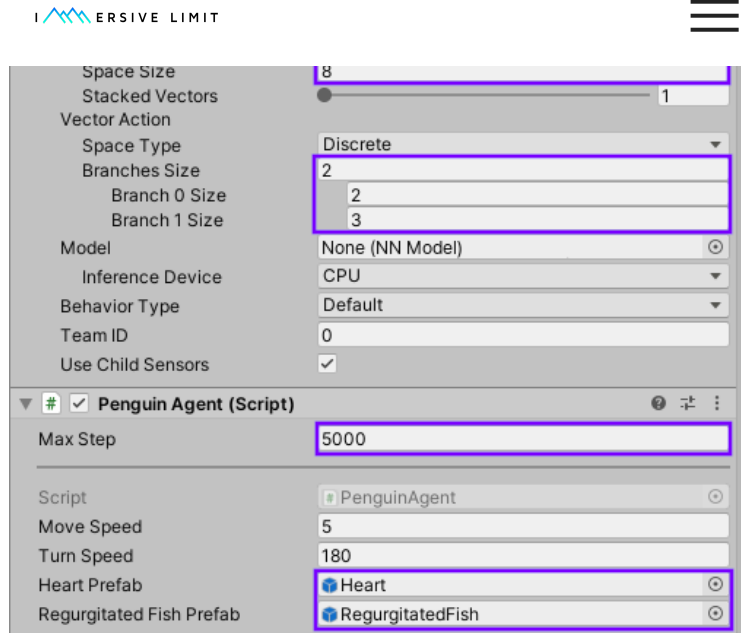 IMMERSIVE LIMIT
Space Size 8
Stacked Vectors 1
Vector Action
Space Type Discrete
Branches Size 2
Branch 0 Size 2
Branch 1 Size 3
Model None (NN Model)
Inference Device CPU
Behavior Type Default
Team ID 0
Use Child Sensors
# Penguin Agent (Script)
Max Step 5000
Script # PenguinAgent
Move Speed 5
Turn Speed 180
Heart Prefab Heart
Regurgitated Fish Prefab RegurgitatedFish